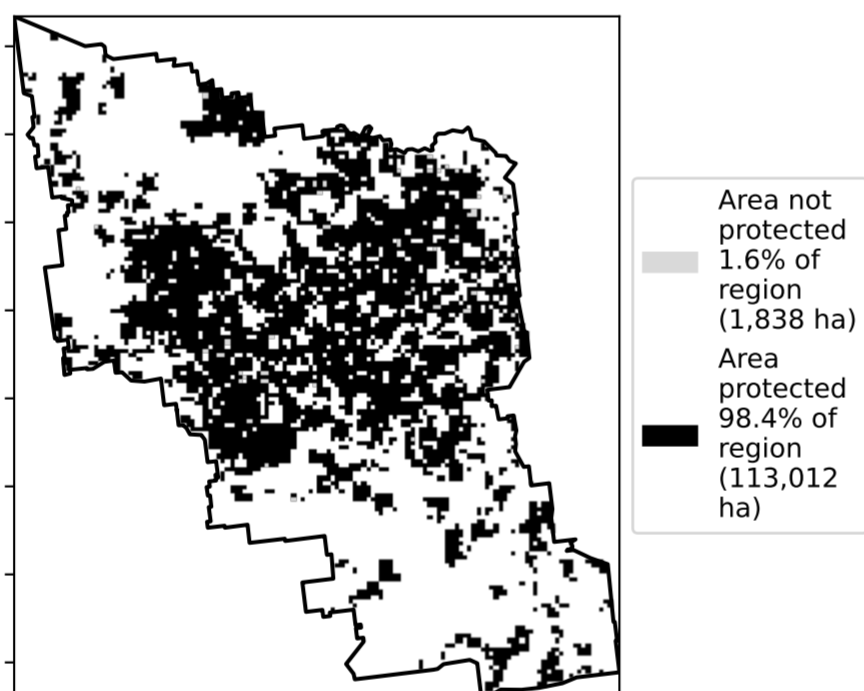 Area not
protected
1.6% of
region
(1,838 ha)
Area
protected
98.4% of
region
(113,012
ha)